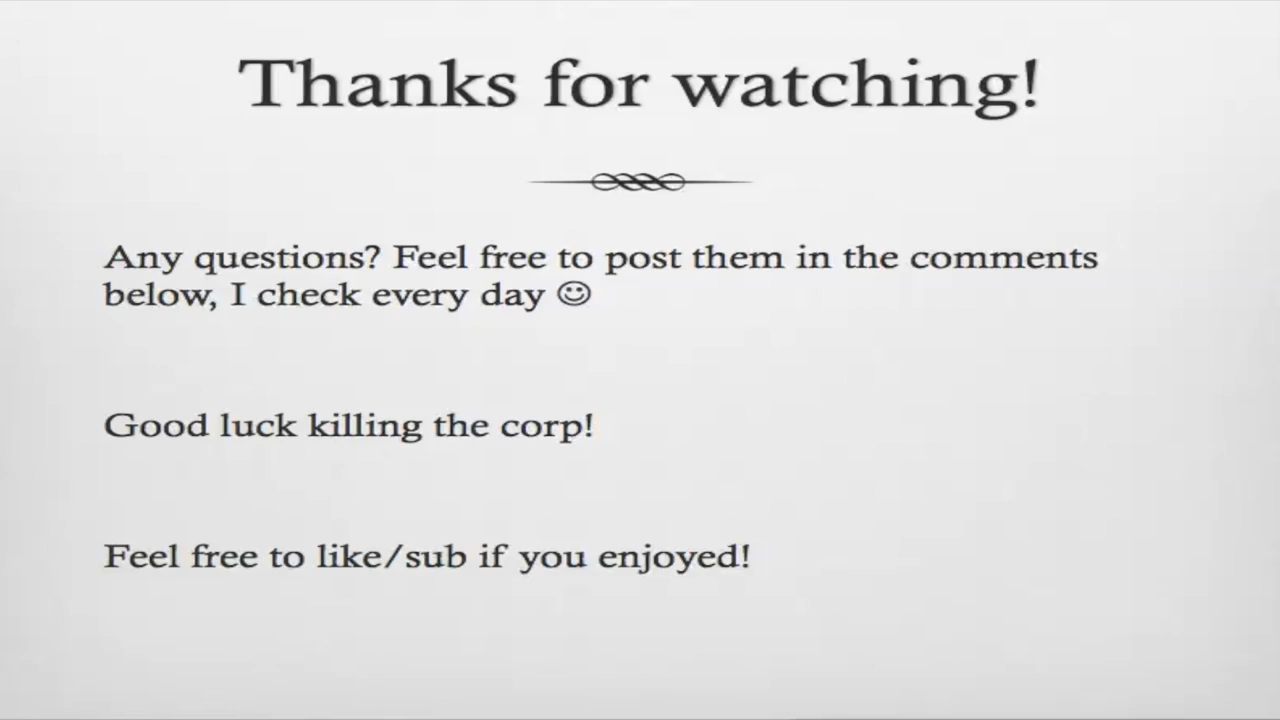 Thanks for watching!
Any questions? Feel free to post them in the comments
below, I check every day ☺
Good luck killing the corp!
Feel free to like/sub if you enjoyed!